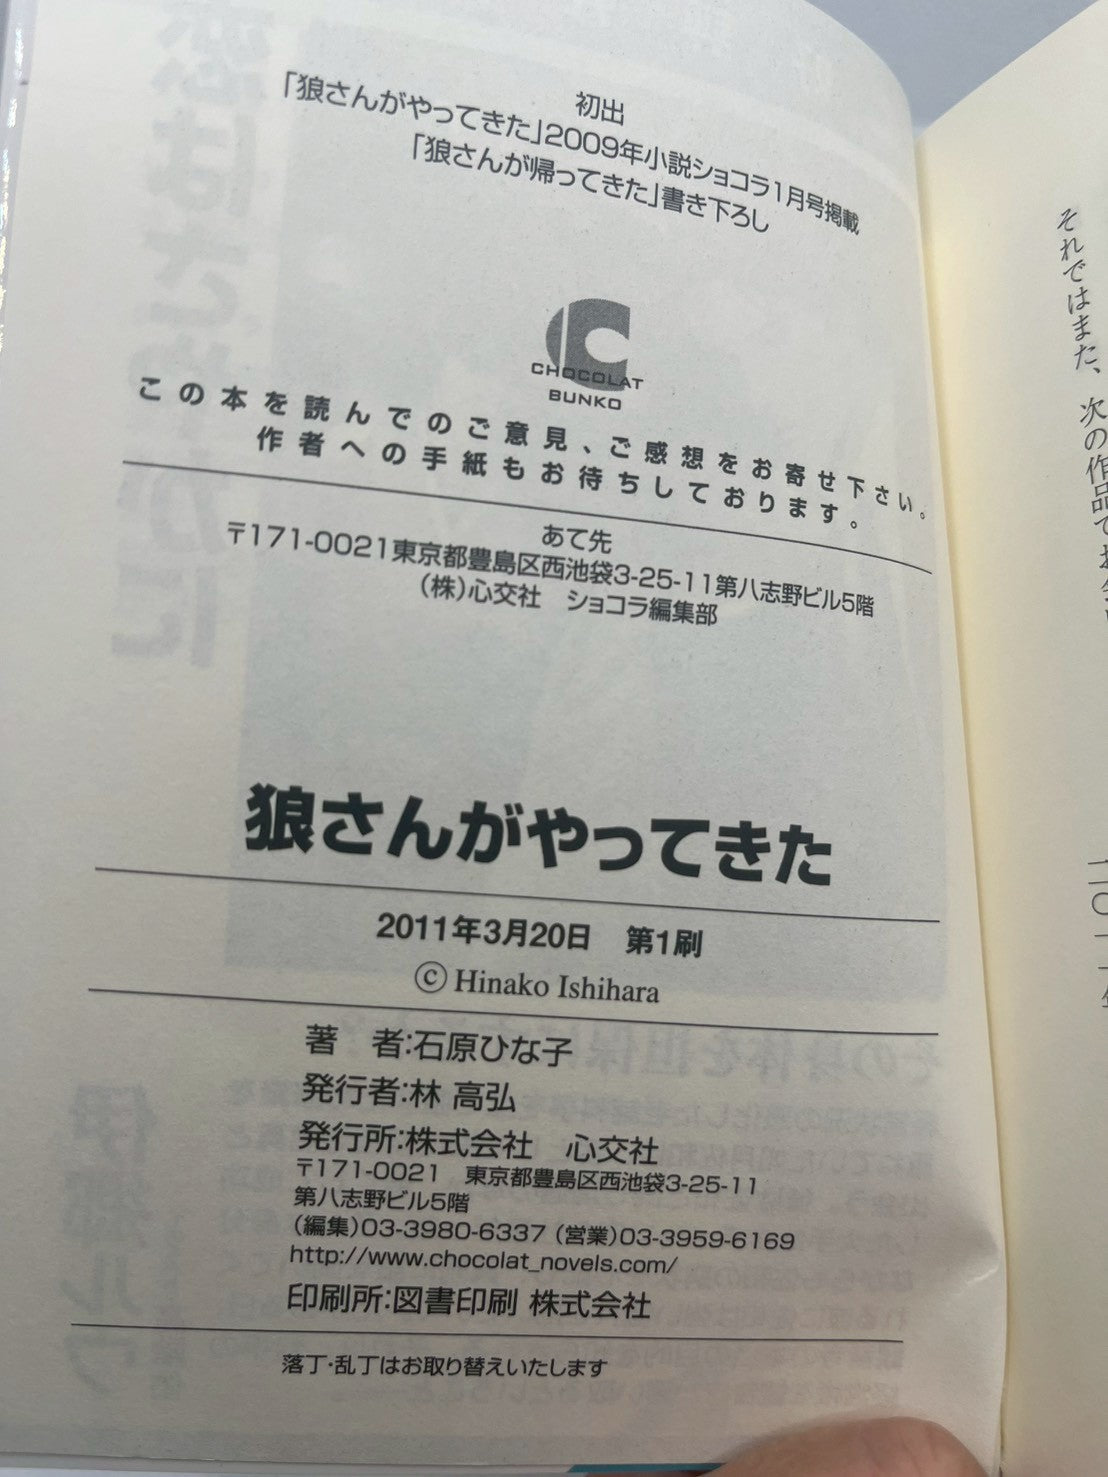 初出
「狼さんがやってきた」2009年小説ショコラ1月号掲載
「狼さんが帰ってきた」書き下ろし
CHOCOLAT
BUNKO
この本を読んでのご意見、ご感想をお寄せ下さい。
作者への手紙もお待ちしております。
あて先
〒171-0021東京都豊島区西池袋3-25-11第八志野ビル5階
(株)心交社　ショコラ編集部
狼さんがやってきた
2011年3月20日　第1刷
©Hinako Ishihara
著　者:石原ひな子
発行者:林 高弘
発行所:株式会社　心交社
〒171-0021　東京都豊島区西池袋3-25-11
第八志野ビル5階
(編集)03-3980-6337 (営業)03-3959-6169
http://www.chocolat_novels.com/
印刷所:図書印刷 株式会社
落丁・乱丁はお取り替えいたします
それではまた、次の作品で
二〇一一年